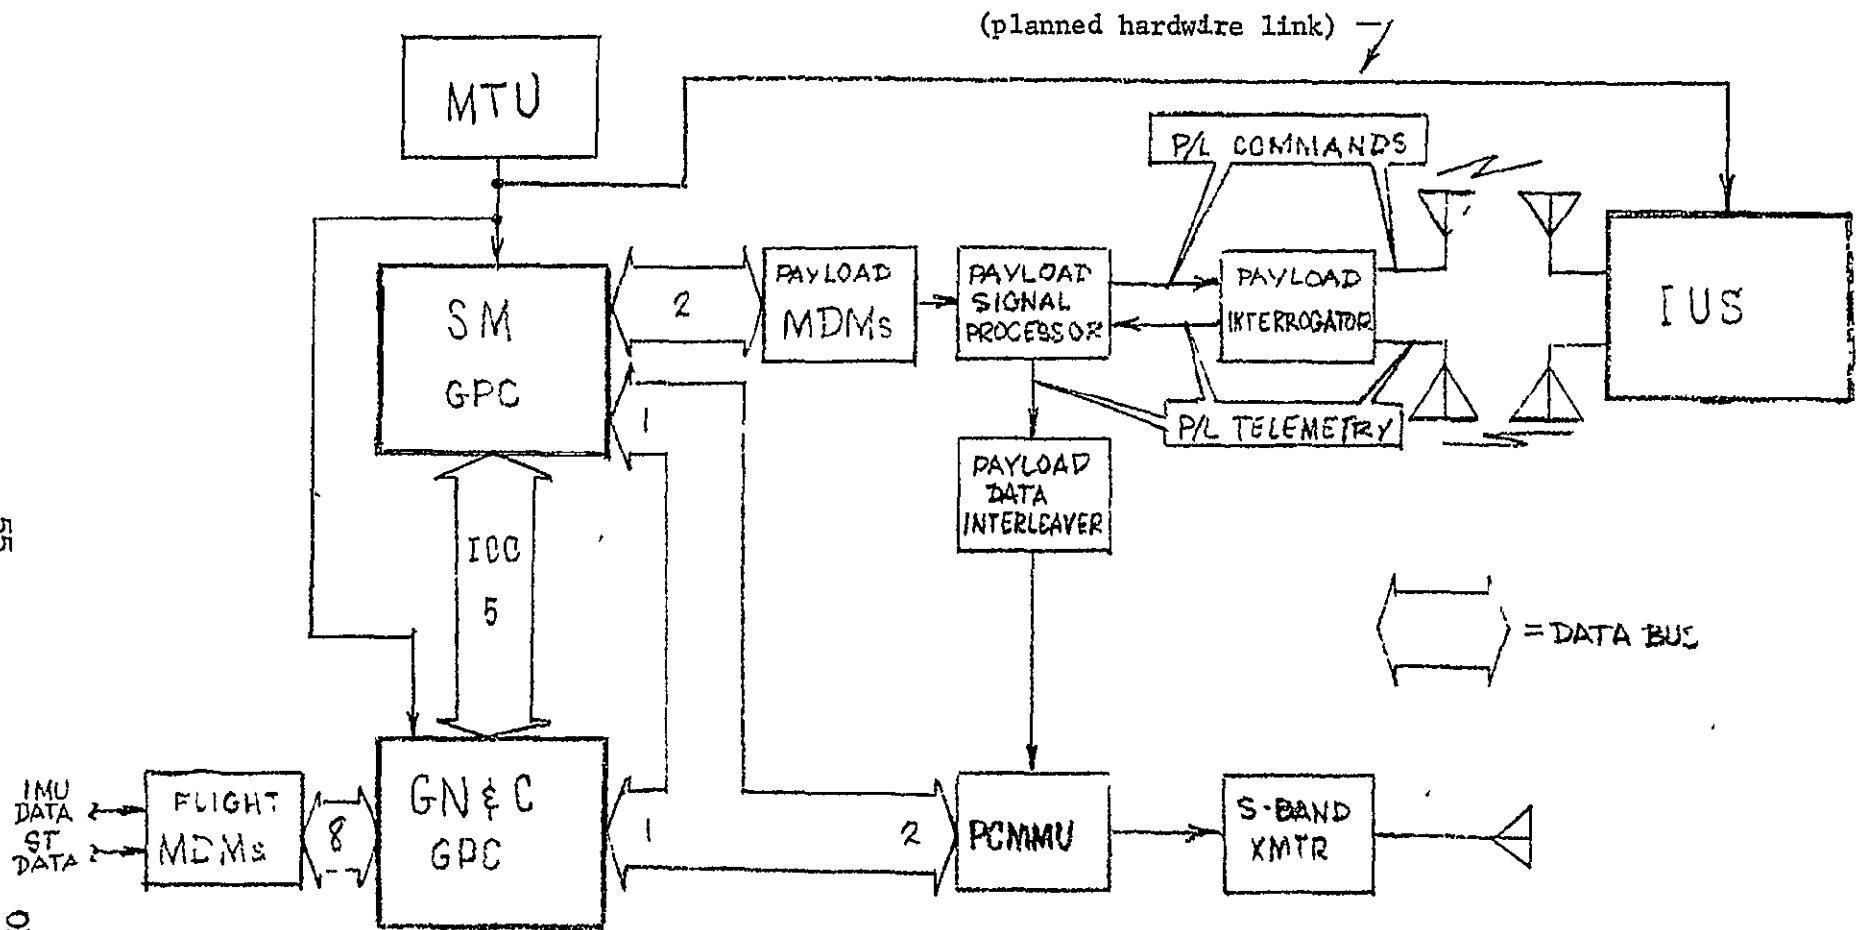 (planned hardwire link)
MTU
P/L COMMANDS
SM
GPC
2
PAYLOAD
MDMs
PAYLOAD
SIGNAL
PROCESSOR
PAYLOAD
INTERROGATOR
IUS
1
P/L TELEMETRY
PAYLOAD
DATA
INTERLEAVER
55
ICC
5
= DATA BUS
IMU
DATA
ST
DATA
FLIGHT
MDMs
8
GN & C
GPC
1
2
PCMMU
S-BAND
XMTR